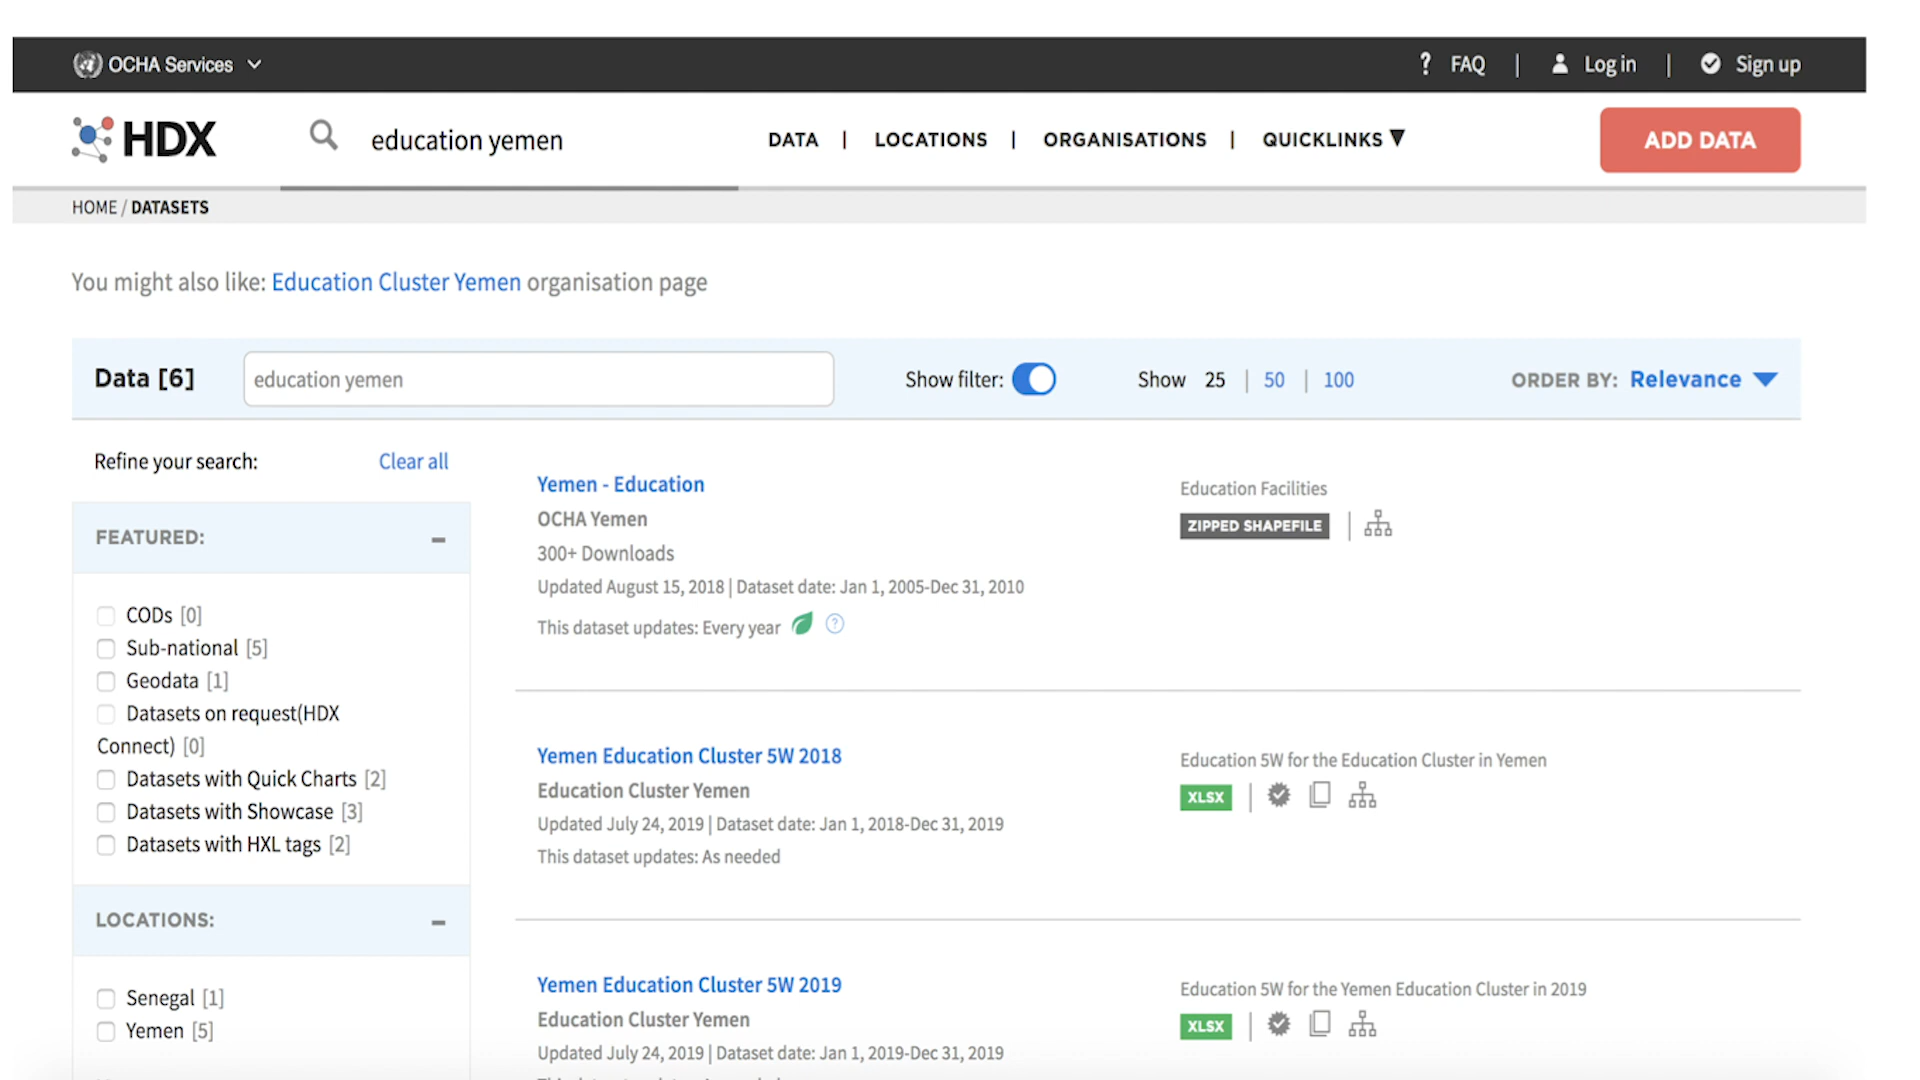 OCHA Services
? FAQ | Log in | Sign up
HDX
education yemen
DATA | LOCATIONS | ORGANISATIONS | QUICKLINKS
ADD DATA
HOME / DATASETS
You might also like: Education Cluster Yemen organisation page
Data [6]
education yemen
Show filter:
Show 25 | 50 | 100
ORDER BY: Relevance
Refine your search:
Clear all
FEATURED:
CODs [0]
Sub-national [5]
Geodata [1]
Datasets on request(HDX
Connect) [0]
Datasets with Quick Charts [2]
Datasets with Showcase [3]
Datasets with HXL tags [2]
LOCATIONS:
Senegal [1]
Yemen [5]
Yemen - Education
OCHA Yemen
300+ Downloads
Updated August 15, 2018 | Dataset date: Jan 1, 2005-Dec 31, 2010
This dataset updates: Every year ?
Education Facilities
ZIPPED SHAPEFILE
Yemen Education Cluster 5W 2018
Education Cluster Yemen
Updated July 24, 2019 | Dataset date: Jan 1, 2018-Dec 31, 2019
This dataset updates: As needed
Education 5W for the Education Cluster in Yemen
XLSX
Yemen Education Cluster 5W 2019
Education Cluster Yemen
Updated July 24, 2019 | Dataset date: Jan 1, 2019-Dec 31, 2019
Education 5W for the Yemen Education Cluster in 2019
XLSX